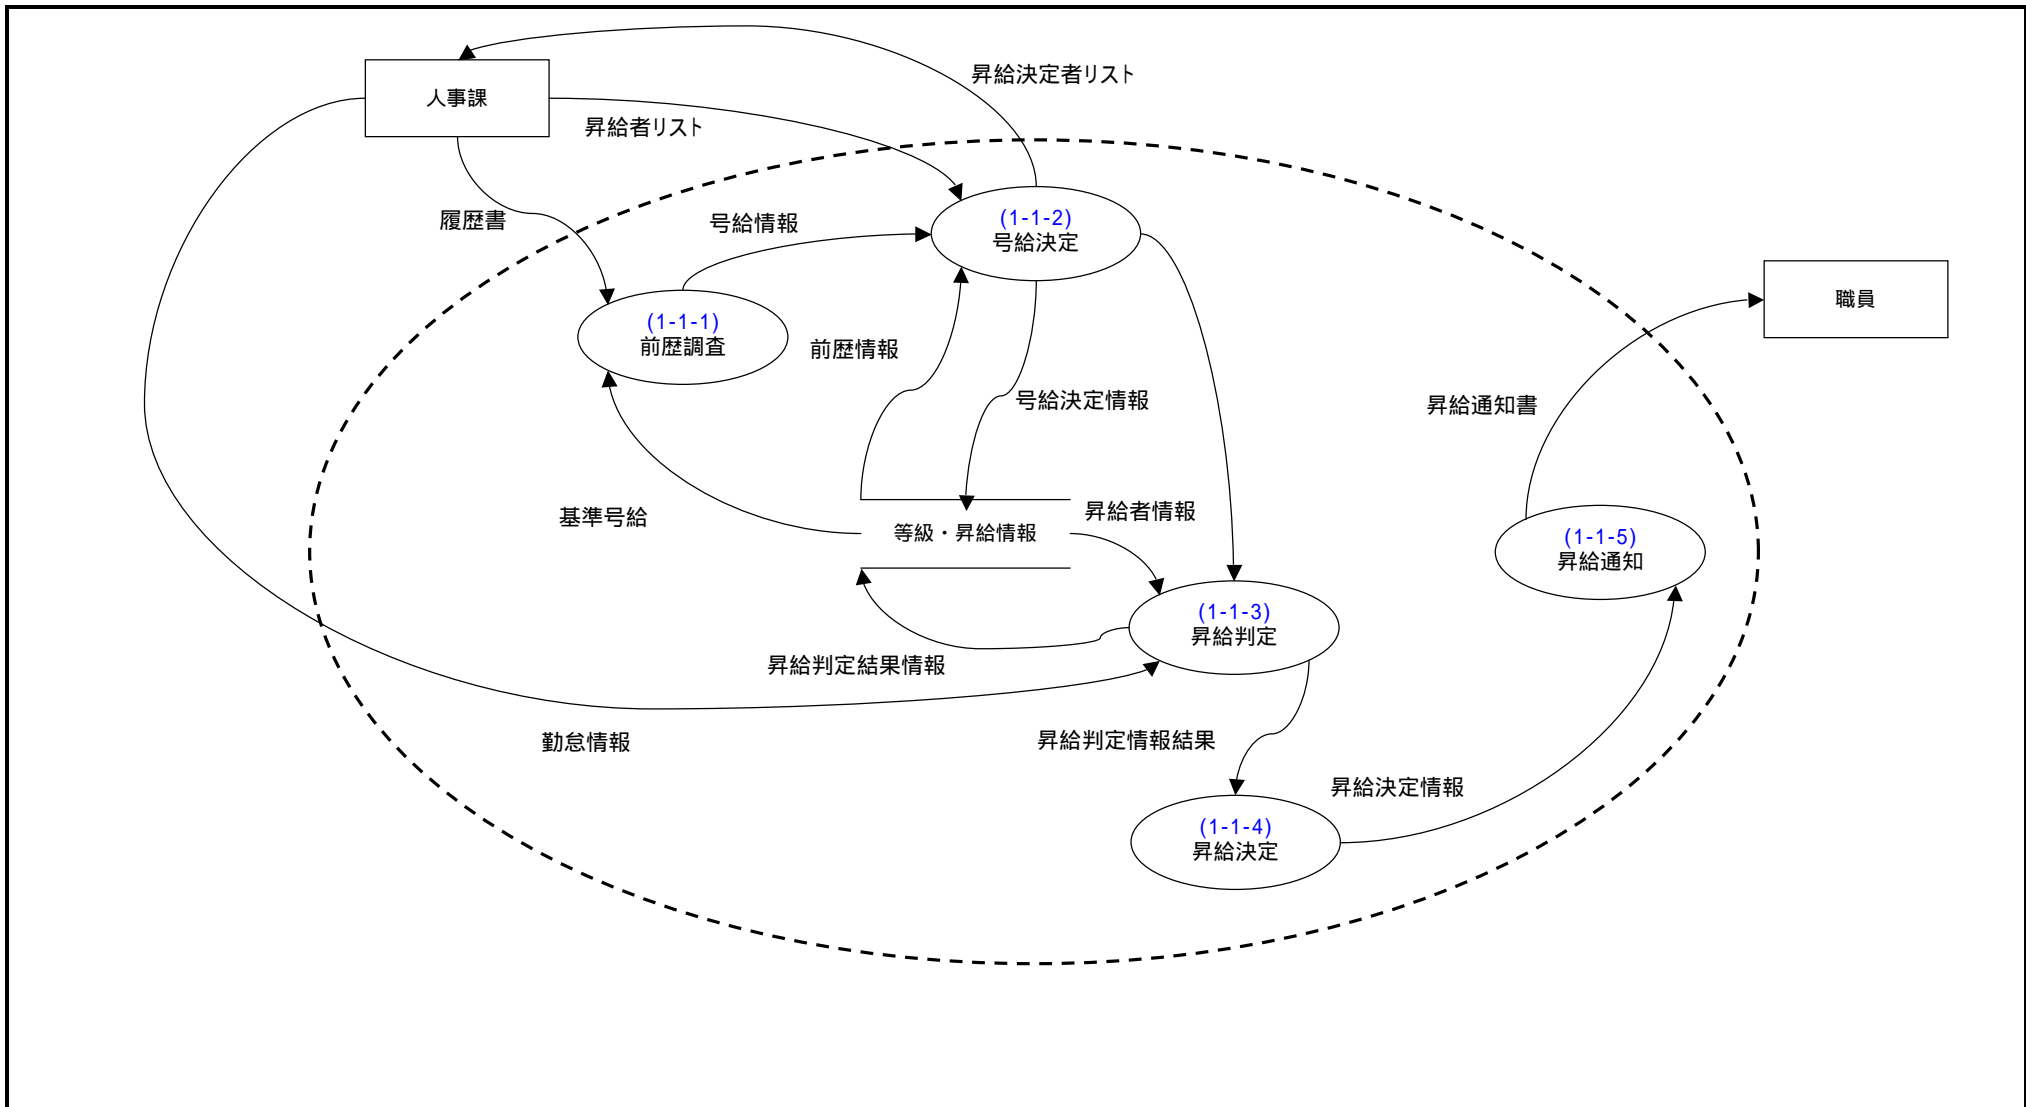 昇給決定者リスト
人事課
昇給者リスト
履歴書
号給情報
(1-1-2)
号給決定
職員
(1-1-1)
前歴調査
前歴情報
号給決定情報
昇給通知書
基準号給
昇給者情報
等級・昇給情報
(1-1-5)
昇給通知
(1-1-3)
昇給判定
昇給判定結果情報
勤怠情報
昇給判定情報結果
昇給決定情報
(1-1-4)
昇給決定